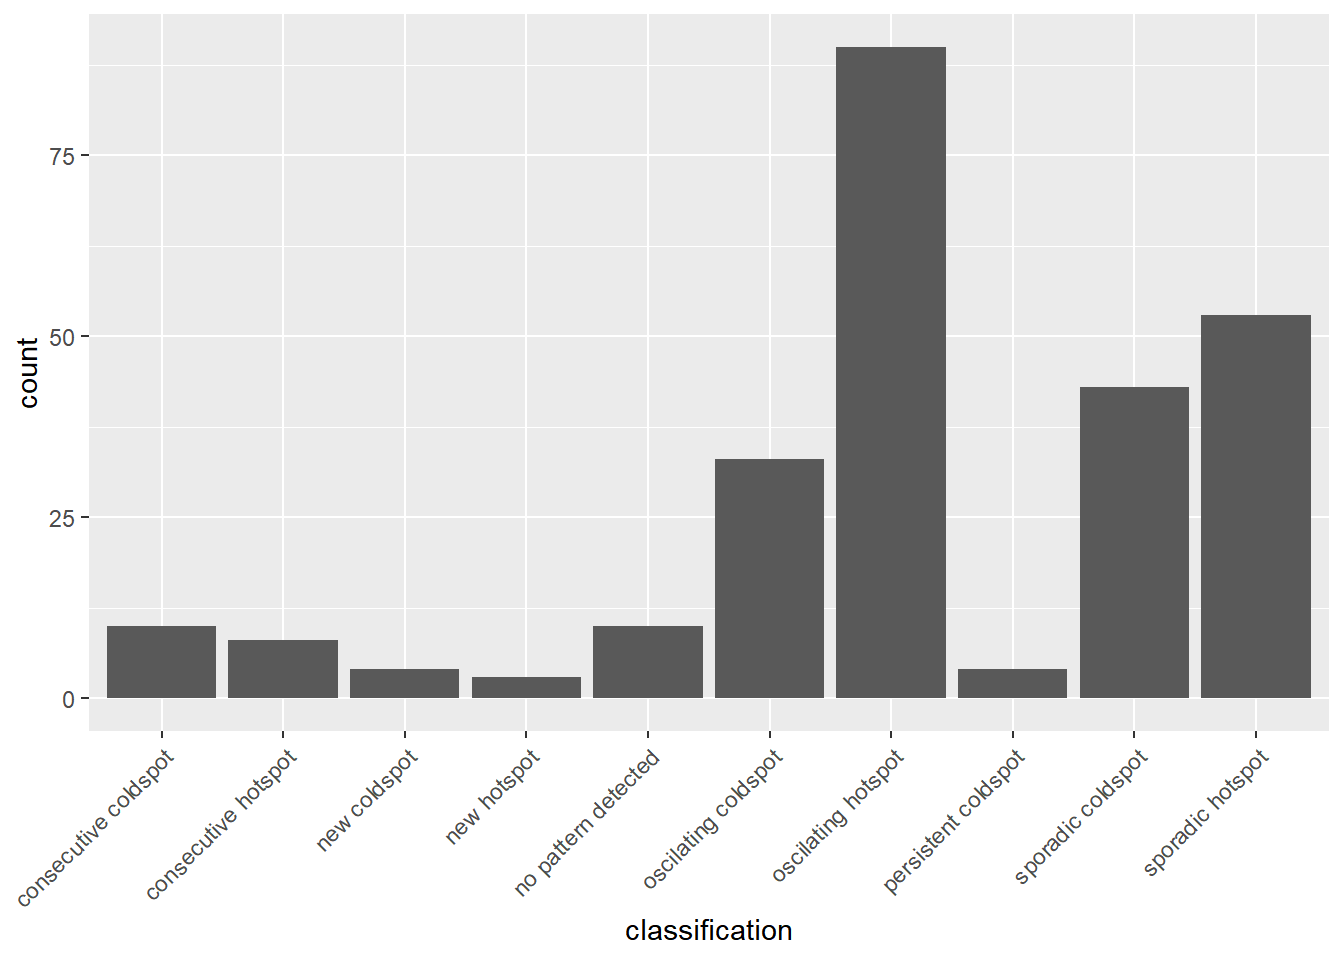 count
75
50
25
0
consecutive coldspot
consecutive hotspot
new coldspot
new hotspot
no pattern detected
oscilating coldspot
oscilating hotspot
persistent coldspot
sporadic coldspot
sporadic hotspot
classification